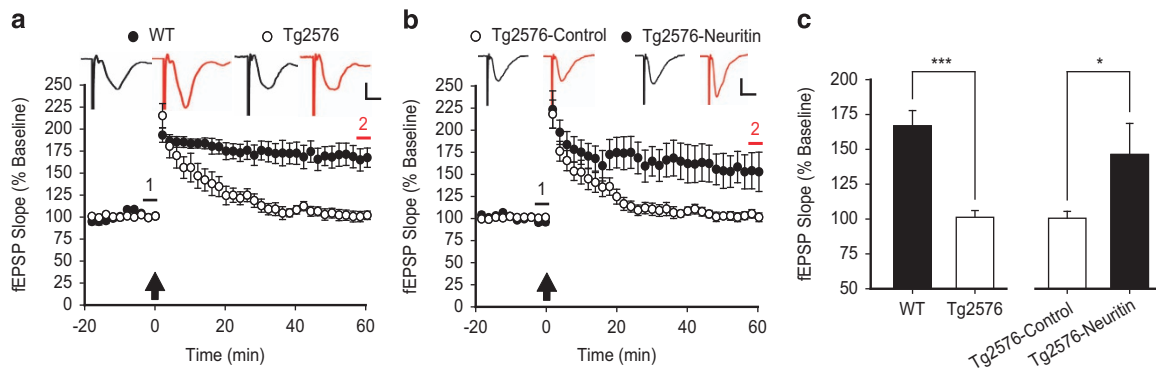 a
WT
Tg2576
fEPSP Slope (% Baseline)
250
225
200
175
150
125
100
75
50
25
0
1
2
-20
0
20
40
60
Time (min)
b
Tg2576-Control
Tg2576-Neuritin
fEPSP Slope (% Baseline)
250
225
200
175
150
125
100
75
50
25
0
1
2
-20
0
20
40
60
Time (min)
c
fEPSP Slope (% Baseline)
200
175
150
125
100
75
50
***
*
WT
Tg2576
Tg2576-Control
Tg2576-Neuritin